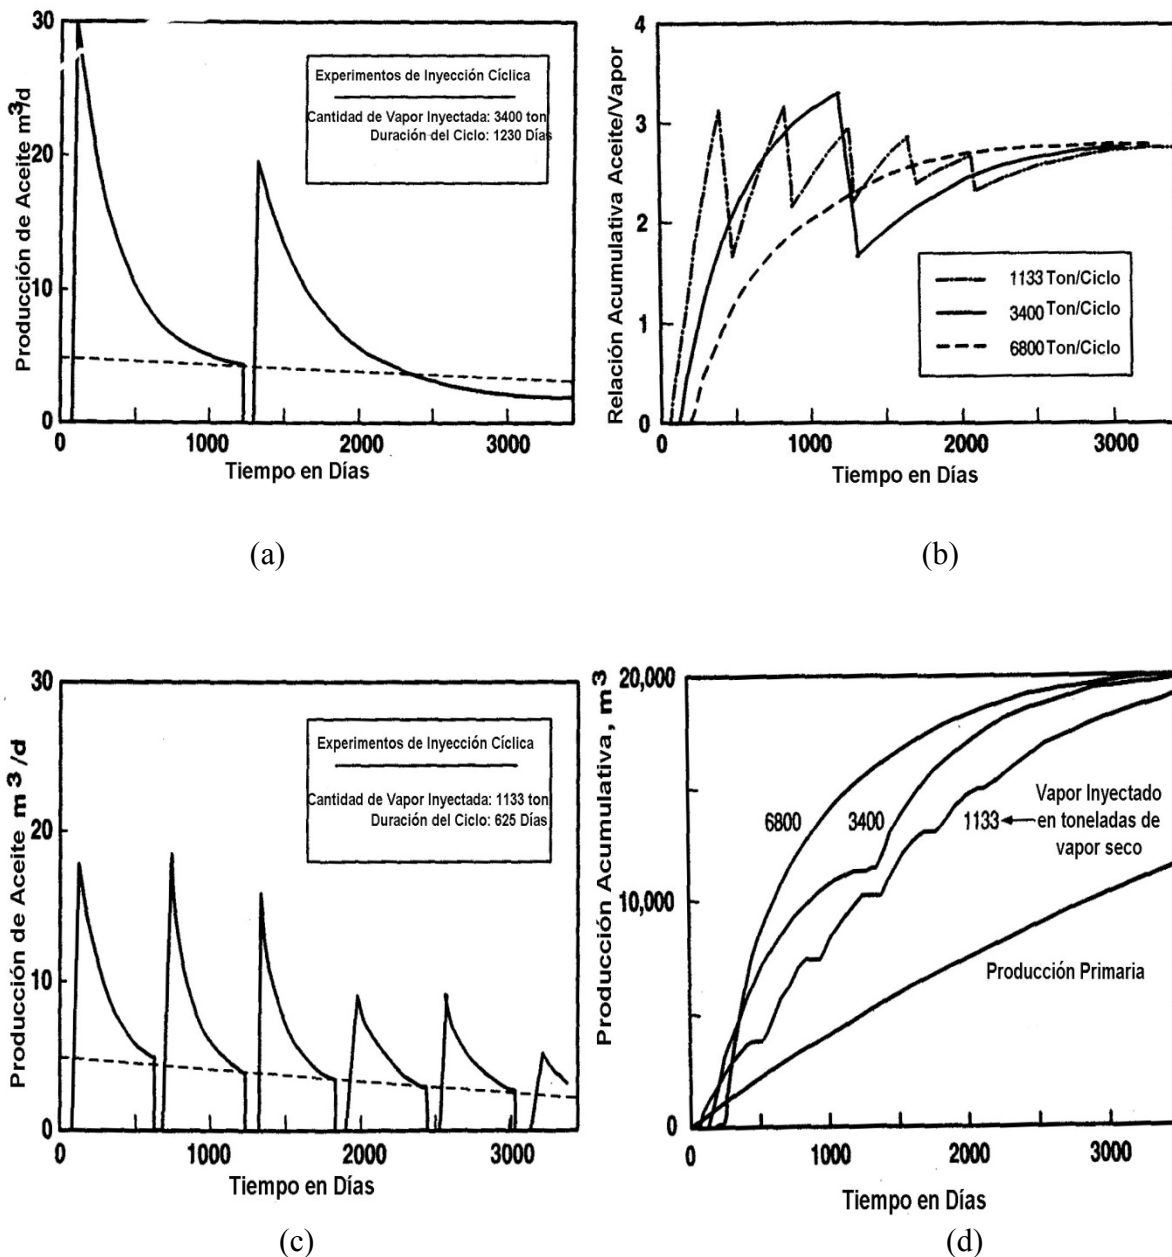 30
20
10
0
Producción de Aceite m³/d
Experimentos de Inyección Cíclica
Cantidad de Vapor Inyectada: 3400 ton
Duración del Ciclo: 1230 Días
0 1000 2000 3000
Tiempo en Días
(a)
4
3
2
1
0
Relación Acumulativa Aceite/Vapor
1133 Ton/Ciclo
3400 Ton/Ciclo
6800 Ton/Ciclo
0 1000 2000 3000
Tiempo en Días
(b)
30
20
10
0
Producción de Aceite m³/d
Experimentos de Inyección Cíclica
Cantidad de Vapor Inyectada: 1133 ton
Duración del Ciclo: 625 Días
0 1000 2000 3000
Tiempo en Días
(c)
20,000
10,000
0
Producción Acumulativa, m³
6800
3400
1133
Vapor Inyectado
en toneladas de
vapor seco
Producción Primaria
0 1000 2000 3000
Tiempo en Días
(d)